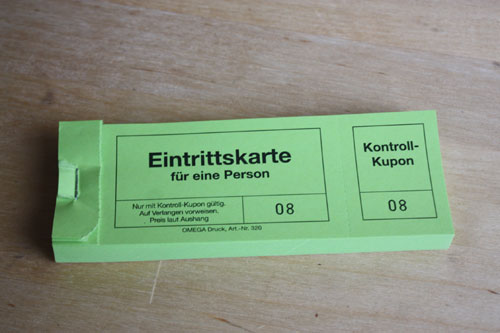 Eintrittskarte
für eine Person
Nur mit Kontroll-Kupon gültig.
Auf Verlangen vorweisen.
Preis laut Aushang
08
OMEGA Druck, Art.-Nr. 326
Kontroll-
Kupon
08